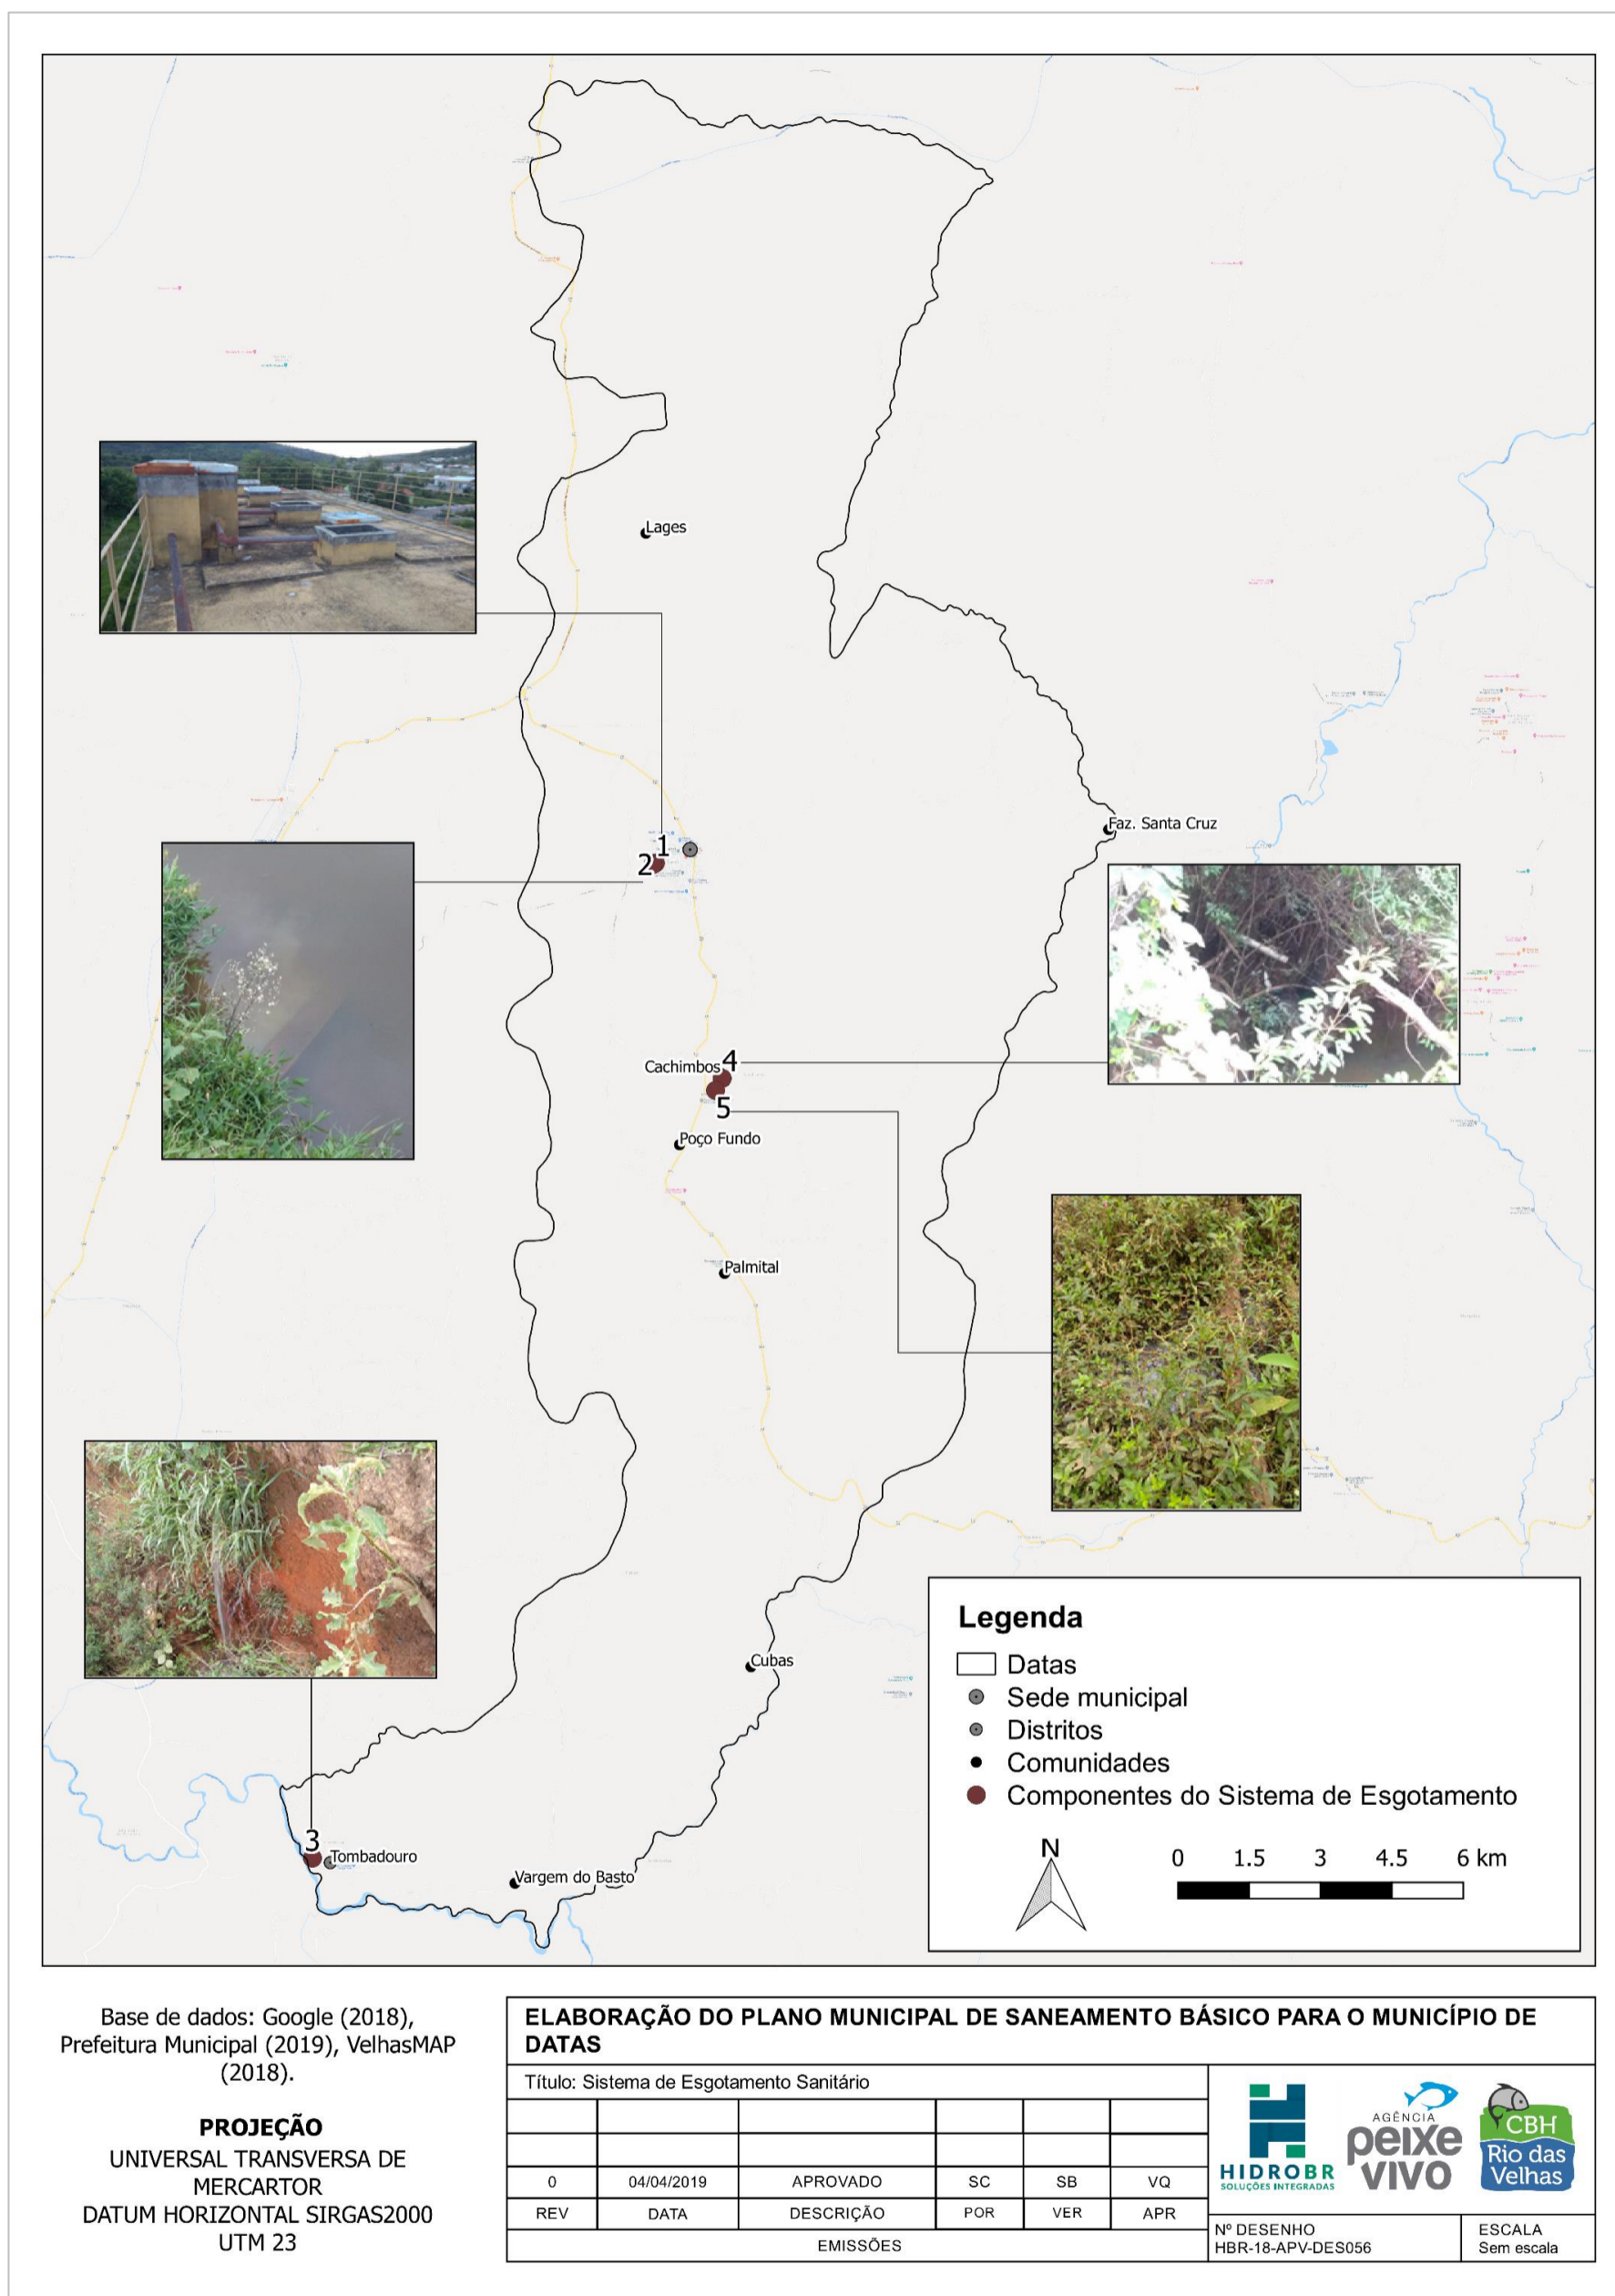 Lages
Faz. Santa Cruz
1
2
Cachimbos
4
5
Poço Fundo
Palmital
Cubas
3
Tombadouro
Vargem do Basto
Legenda
Datas
Sede municipal
Distritos
Comunidades
Componentes do Sistema de Esgotamento
N
0 1.5 3 4.5 6 km
Base de dados: Google (2018),
Prefeitura Municipal (2019), VelhasMAP
(2018).
PROJEÇÃO
UNIVERSAL TRANSVERSA DE
MERCARTOR
DATUM HORIZONTAL SIRGAS2000
UTM 23
ELABORAÇÃO DO PLANO MUNICIPAL DE SANEAMENTO BÁSICO PARA O MUNICÍPIO DE
DATAS
Título: Sistema de Esgotamento Sanitário
0 04/04/2019 APROVADO SC SB VQ
REV DATA DESCRIÇÃO POR VER APR
EMISSÕES
HIDROBR
SOLUÇÕES INTEGRADAS
AGÊNCIA
peixe
vivo
CBH
Rio das
Velhas
Nº DESENHO
HBR-18-APV-DES056
ESCALA
Sem escala